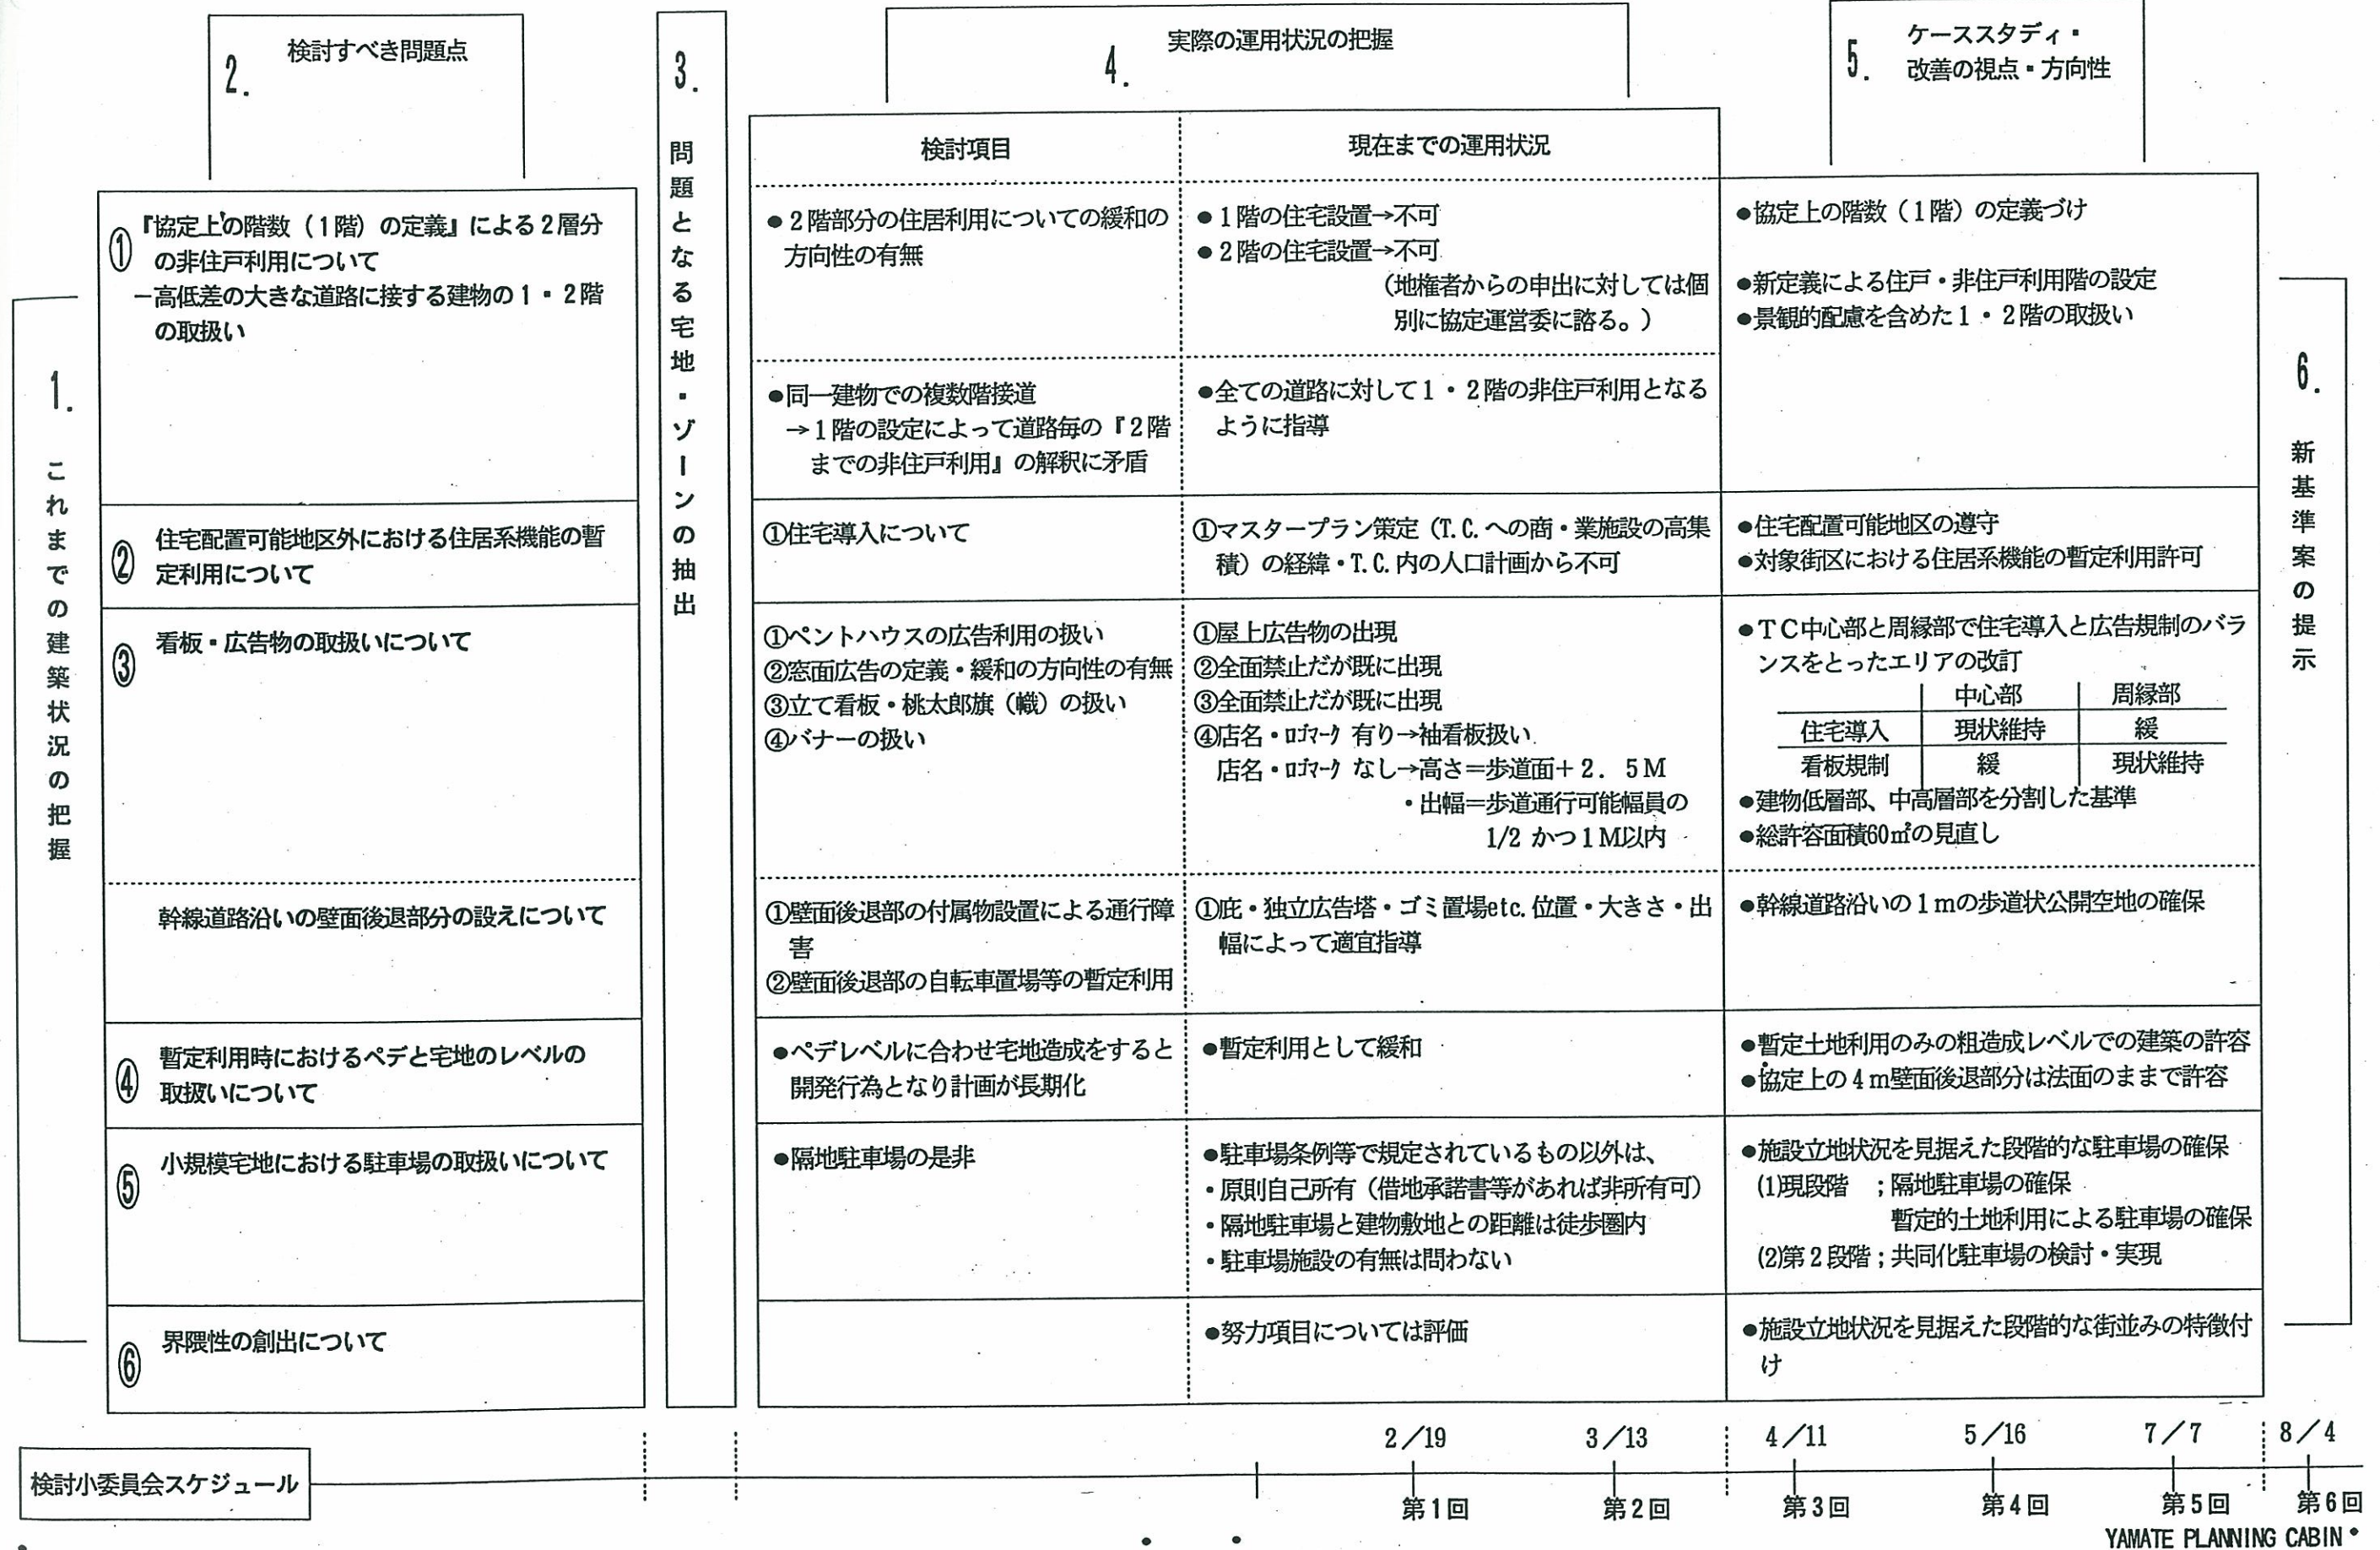 1.
これまでの建築状況の把握
2.
検討すべき問題点
①
『協定上の階数（１階）の定義』による２層分
の非住戸利用について
－高低差の大きな道路に接する建物の１・２階
の取扱い
②
住宅配置可能地区外における住居系機能の暫
定利用について
③
看板・広告物の取扱いについて
幹線道路沿いの壁面後退部分の設えについて
④
暫定利用時におけるペデと宅地のレベルの
取扱いについて
⑤
小規模宅地における駐車場の取扱いについて
⑥
界隈性の創出について
3.
問題となる宅地・ゾーンの抽出
4.
実際の運用状況の把握
検討項目
●２階部分の住居利用についての緩和の
方向性の有無
●同一建物での複数階接道
→１階の設定によって道路毎の『２階
までの非住戸利用』の解釈に矛盾
①住宅導入について
①ペントハウスの広告利用の扱い
②窓面広告の定義・緩和の方向性の有無
③立て看板・桃太郎旗（幟）の扱い
④バナーの扱い
①壁面後退部の付属物設置による通行障
害
②壁面後退部の自転車置場等の暫定利用
●ペデレベルに合わせ宅地造成をすると
開発行為となり計画が長期化
●隔地駐車場の是非
現在までの運用状況
●１階の住宅設置→不可
●２階の住宅設置→不可
（地権者からの申出に対しては個
別に協定運営委に諮る。）
●全ての道路に対して１・２階の非住戸利用となる
ように指導
①マスタープラン策定（T.C.への商・業施設の高集
積）の経緯・T.C.内の人口計画から不可
①屋上広告物の出現
②全面禁止だが既に出現
③全面禁止だが既に出現
④店名・ﾛｺﾞﾏｰｸ 有り→袖看板扱い
店名・ﾛｺﾞﾏｰｸ なし→高さ＝歩道面＋２．５Ｍ
・出幅＝歩道通行可能幅員の
1/2 かつ１Ｍ以内
①庇・独立広告塔・ゴミ置場etc.位置・大きさ・出
幅によって適宜指導
●暫定利用として緩和
●駐車場条例等で規定されているもの以外は、
・原則自己所有（借地承諾書等があれば非所有可）
・隔地駐車場と建物敷地との距離は徒歩圏内
・駐車場施設の有無は問わない
●努力項目については評価
5.
ケーススタディ・
改善の視点・方向性
●協定上の階数（１階）の定義づけ
●新定義による住戸・非住戸利用階の設定
●景観的配慮を含めた１・２階の取扱い
●住宅配置可能地区の遵守
●対象街区における住居系機能の暫定利用許可
●ＴＣ中心部と周縁部で住宅導入と広告規制のバラ
ンスをとったエリアの改訂
中心部 周縁部
住宅導入 現状維持 緩
看板規制 緩 現状維持
●建物低層部、中高層部を分割した基準
●総許容面積60㎡の見直し
●幹線道路沿いの１ｍの歩道状公開空地の確保
●暫定土地利用のみの粗造成レベルでの建築の許容
●協定上の４ｍ壁面後退部分は法面のままで許容
●施設立地状況を見据えた段階的な駐車場の確保
(1)現段階　；隔地駐車場の確保
暫定的土地利用による駐車場の確保
(2)第２段階；共同化駐車場の検討・実現
●施設立地状況を見据えた段階的な街並みの特徴付
け
6.
新基準案の提示
検討小委員会スケジュール
2／19 3／13 4／11 5／16 7／7 8／4
第1回 第2回 第3回 第4回 第5回 第6回
YAMATE PLANNING CABIN